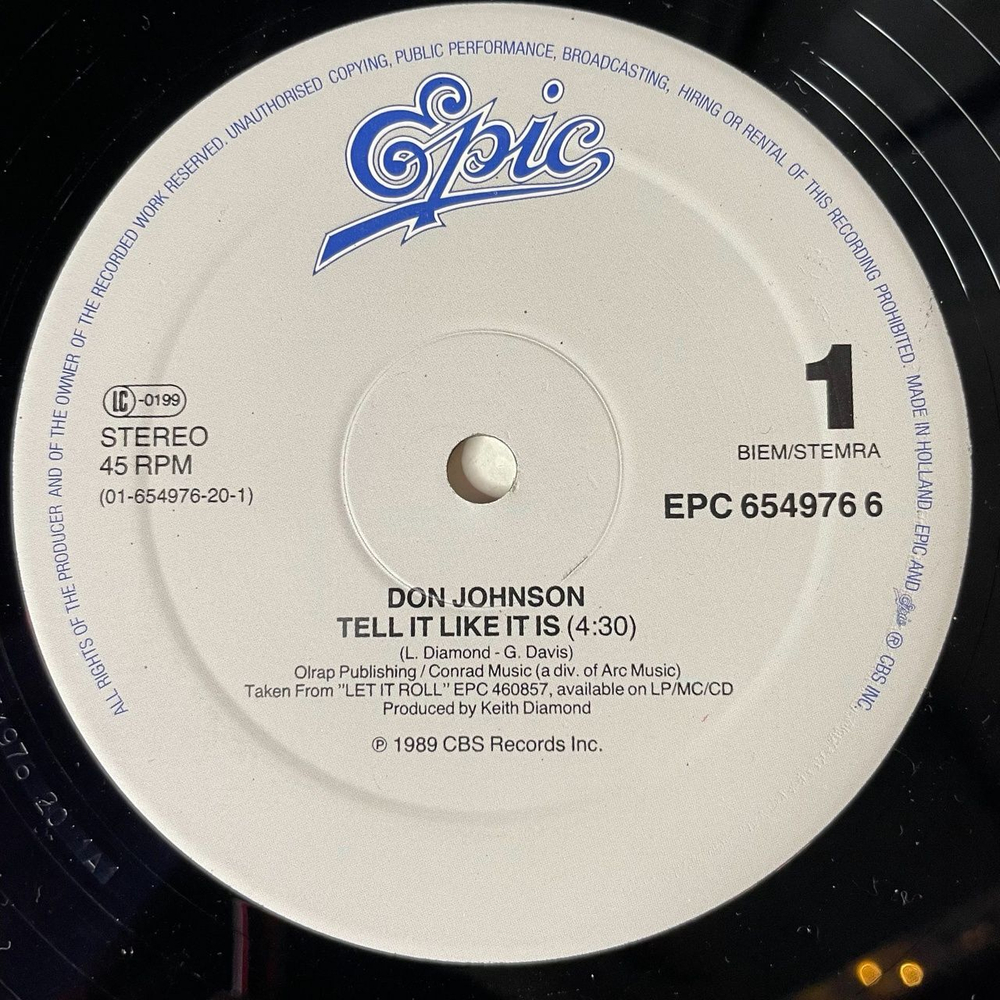 ALL RIGHTS OF THE PRODUCER AND OF THE OWNER OF THE RECORDED WORK RESERVED. UNAUTHORISED COPYING, PUBLIC PERFORMANCE, BROADCASTING, HIRING OR RENTAL OF THIS RECORDING PROHIBITED. MADE IN HOLLAND. EPIC AND Epic ® CBS INC.
Epic
LC -0199
STEREO
45 RPM
(01-654976-20-1)
1
BIEM/STEMRA
EPC 654976 6
DON JOHNSON
TELL IT LIKE IT IS (4:30)
(L. Diamond - G. Davis)
Olrap Publishing / Conrad Music (a div. of Arc Music)
Taken From "LET IT ROLL" EPC 460857, available on LP/MC/CD
Produced by Keith Diamond
℗ 1989 CBS Records Inc.